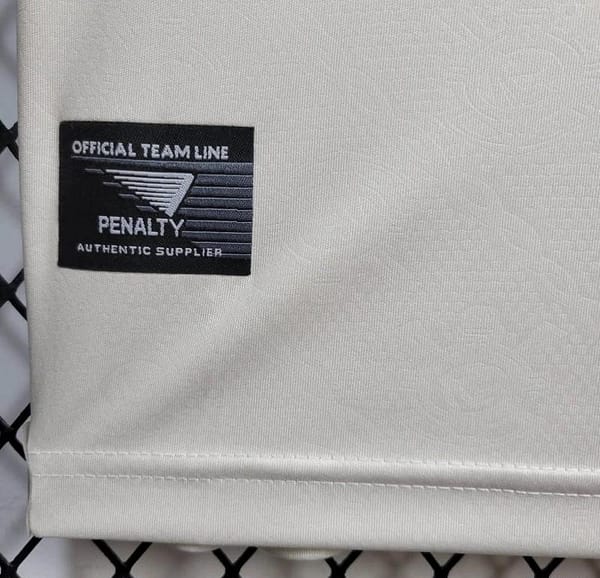 OFFICIAL TEAM LINE
PENALTY
AUTHENTIC SUPPLIER